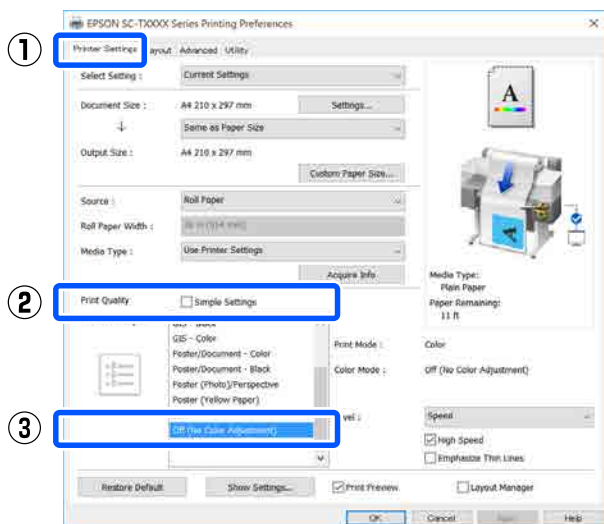 EPSON SC-TXXXX Series Printing Preferences
①
Printer Settings ayout Advanced Utility
Select Setting : Current Settings
Document Size : A4 210 x 297 mm Settings...
Same as Paper Size
Output Size : A4 210 x 297 mm
Custom Paper Size...
Source : Roll Paper
Roll Paper Width :
Media Type : Use Printer Settings
Acquire Info
A
Media Type:
Plain Paper
Paper Remaining:
11 ft
②
Print Quality Simple Settings
GIS - Color
Poster/Document - Color
Poster/Document - Black
Poster (Photo)/Perspective
Poster (Yellow Paper)
Print Mode : Color
Color Mode : Off (No Color Adjustment)
③
Off (No Color Adjustment)
evel : Speed
High Speed
Emphasize Thin Lines
Restore Default Show Settings... Print Preview Layout Manager
OK Cancel Help